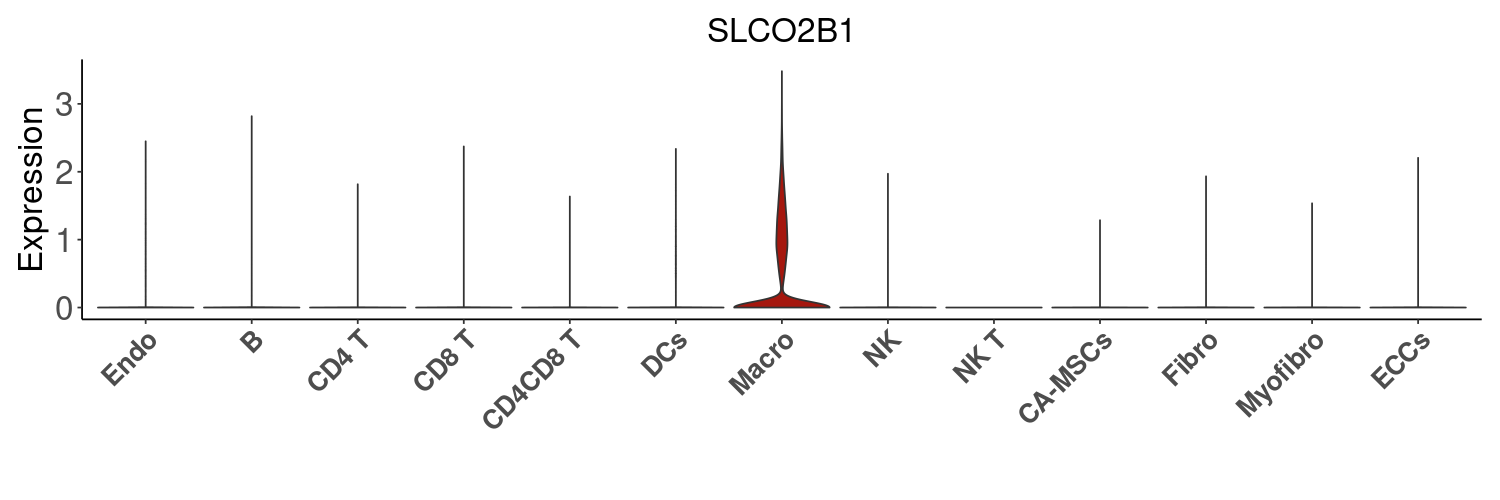 SLCO2B1
Expression
3
2
1
0
Endo
B
CD4 T
CD8 T
CD4CD8 T
DCs
Macro
NK
NK T
CA-MSCs
Fibro
Myofibro
ECCs